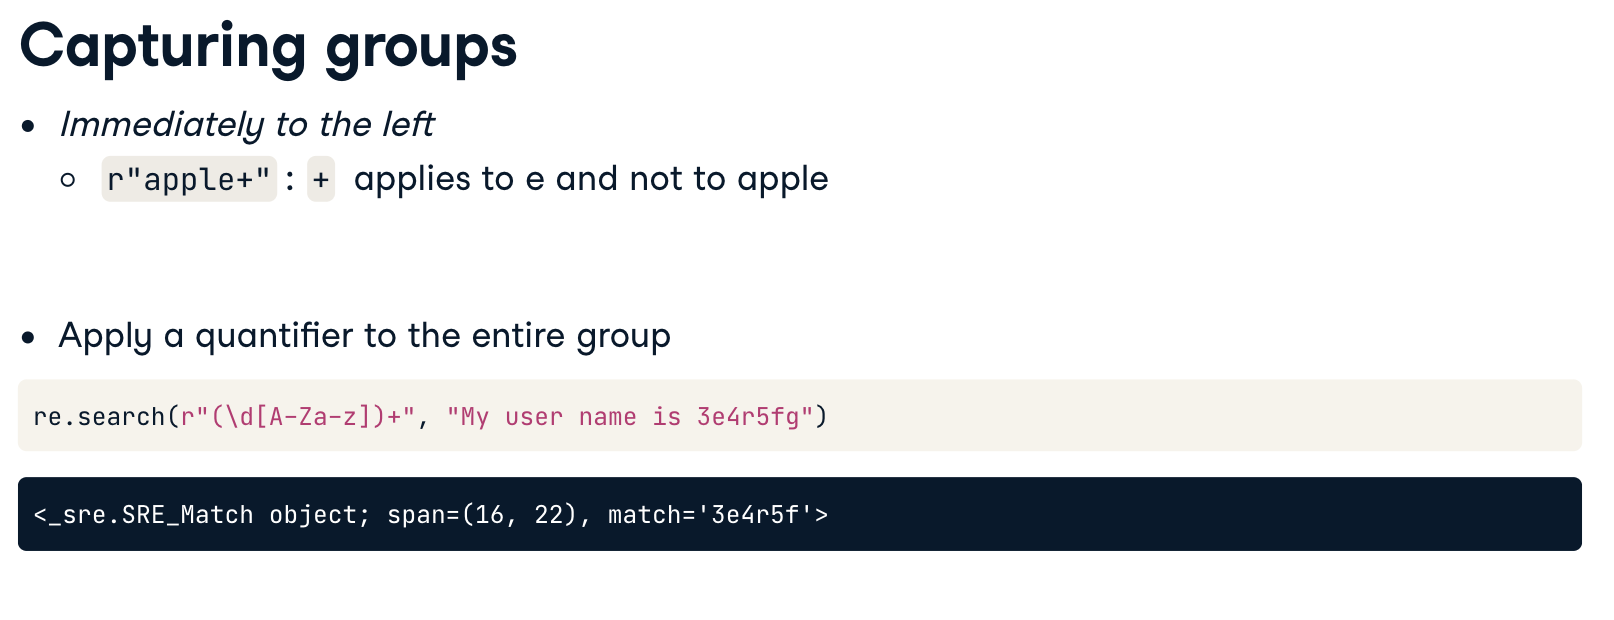 Capturing groups
• Immediately to the left
○ r"apple+" : + applies to e and not to apple
• Apply a quantifier to the entire group
re.search(r"(\d[A-Za-z])+", "My user name is 3e4r5fg")
<_sre.SRE_Match object; span=(16, 22), match='3e4r5f'>